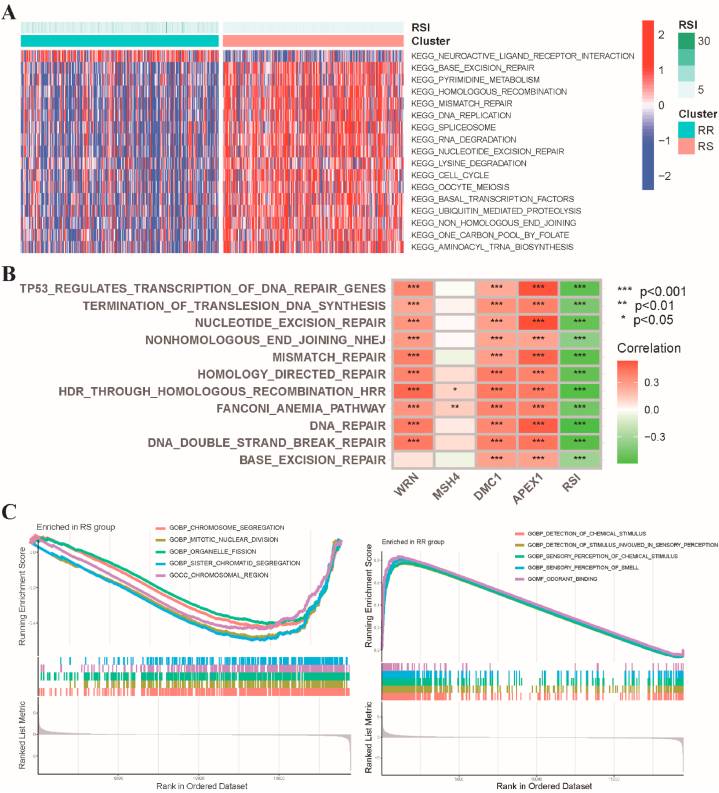 A
RSI
Cluster
KEGG_NEUROACTIVE_LIGAND_RECEPTOR_INTERACTION
KEGG_BASE_EXCISION_REPAIR
KEGG_PYRIMIDINE_METABOLISM
KEGG_HOMOLOGOUS_RECOMBINATION
KEGG_MISMATCH_REPAIR
KEGG_DNA_REPLICATION
KEGG_SPLICEOSOME
KEGG_RNA_DEGRADATION
KEGG_NUCLEOTIDE_EXCISION_REPAIR
KEGG_LYSINE_DEGRADATION
KEGG_CELL_CYCLE
KEGG_OOCYTE_MEIOSIS
KEGG_BASAL_TRANSCRIPTION_FACTORS
KEGG_UBIQUITIN_MEDIATED_PROTEOLYSIS
KEGG_NON_HOMOLOGOUS_END_JOINING
KEGG_ONE_CARBON_POOL_BY_FOLATE
KEGG_AMINOACYL_TRNA_BIOSYNTHESIS
2
1
0
−1
−2
RSI
30
5
Cluster
RR
RS
B
TP53_REGULATES_TRANSCRIPTION_OF_DNA_REPAIR_GENES *** *** *** ***
TERMINATION_OF_TRANSLESION_DNA_SYNTHESIS *** *** *** ***
NUCLEOTIDE_EXCISION_REPAIR *** *** *** ***
NONHOMOLOGOUS_END_JOINING_NHEJ *** *** *** ***
MISMATCH_REPAIR *** *** *** ***
HOMOLOGY_DIRECTED_REPAIR *** *** *** ***
HDR_THROUGH_HOMOLOGOUS_RECOMBINATION_HRR *** * *** *** ***
FANCONI_ANEMIA_PATHWAY *** ** *** *** ***
DNA_REPAIR *** *** *** ***
DNA_DOUBLE_STRAND_BREAK_REPAIR *** *** *** ***
BASE_EXCISION_REPAIR *** *** ***
WRN MSH4 DMC1 APEX1 RSI
*** p<0.001
** p<0.01
* p<0.05
Correlation
0.3
0.0
−0.3
C
Enriched in RS group
GOBP_CHROMOSOME_SEGREGATION
GOBP_MITOTIC_NUCLEAR_DIVISION
GOBP_ORGANELLE_FISSION
GOBP_SISTER_CHROMATID_SEGREGATION
GOCC_CHROMOSOMAL_REGION
Running Enrichment Score
Ranked List Metric
Rank in Ordered Dataset
Enriched in RR group
GOBP_DETECTION_OF_CHEMICAL_STIMULUS
GOBP_DETECTION_OF_STIMULUS_INVOLVED_IN_SENSORY_PERCEPTION
GOBP_SENSORY_PERCEPTION_OF_CHEMICAL_STIMULUS
GOBP_SENSORY_PERCEPTION_OF_SMELL
GOMF_ODORANT_BINDING
Running Enrichment Score
Ranked List Metric
Rank in Ordered Dataset